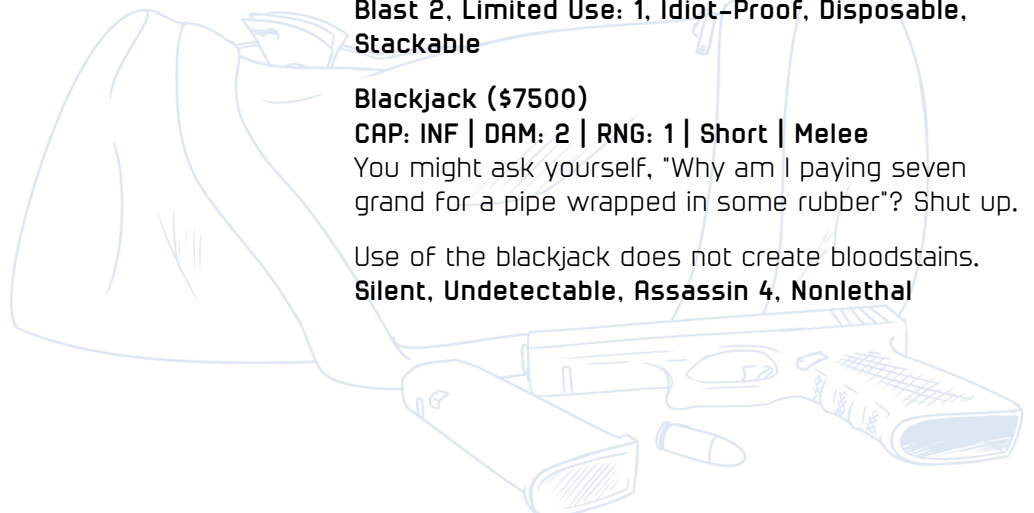 Blast 2, Limited Use: 1, Idiot-Proof, Disposable,
Stackable
Blackjack ($7500)
CAP: INF | DAM: 2 | RNG: 1 | Short | Melee
You might ask yourself, "Why am I paying seven
grand for a pipe wrapped in some rubber"? Shut up.
Use of the blackjack does not create bloodstains.
Silent, Undetectable, Assassin 4, Nonlethal